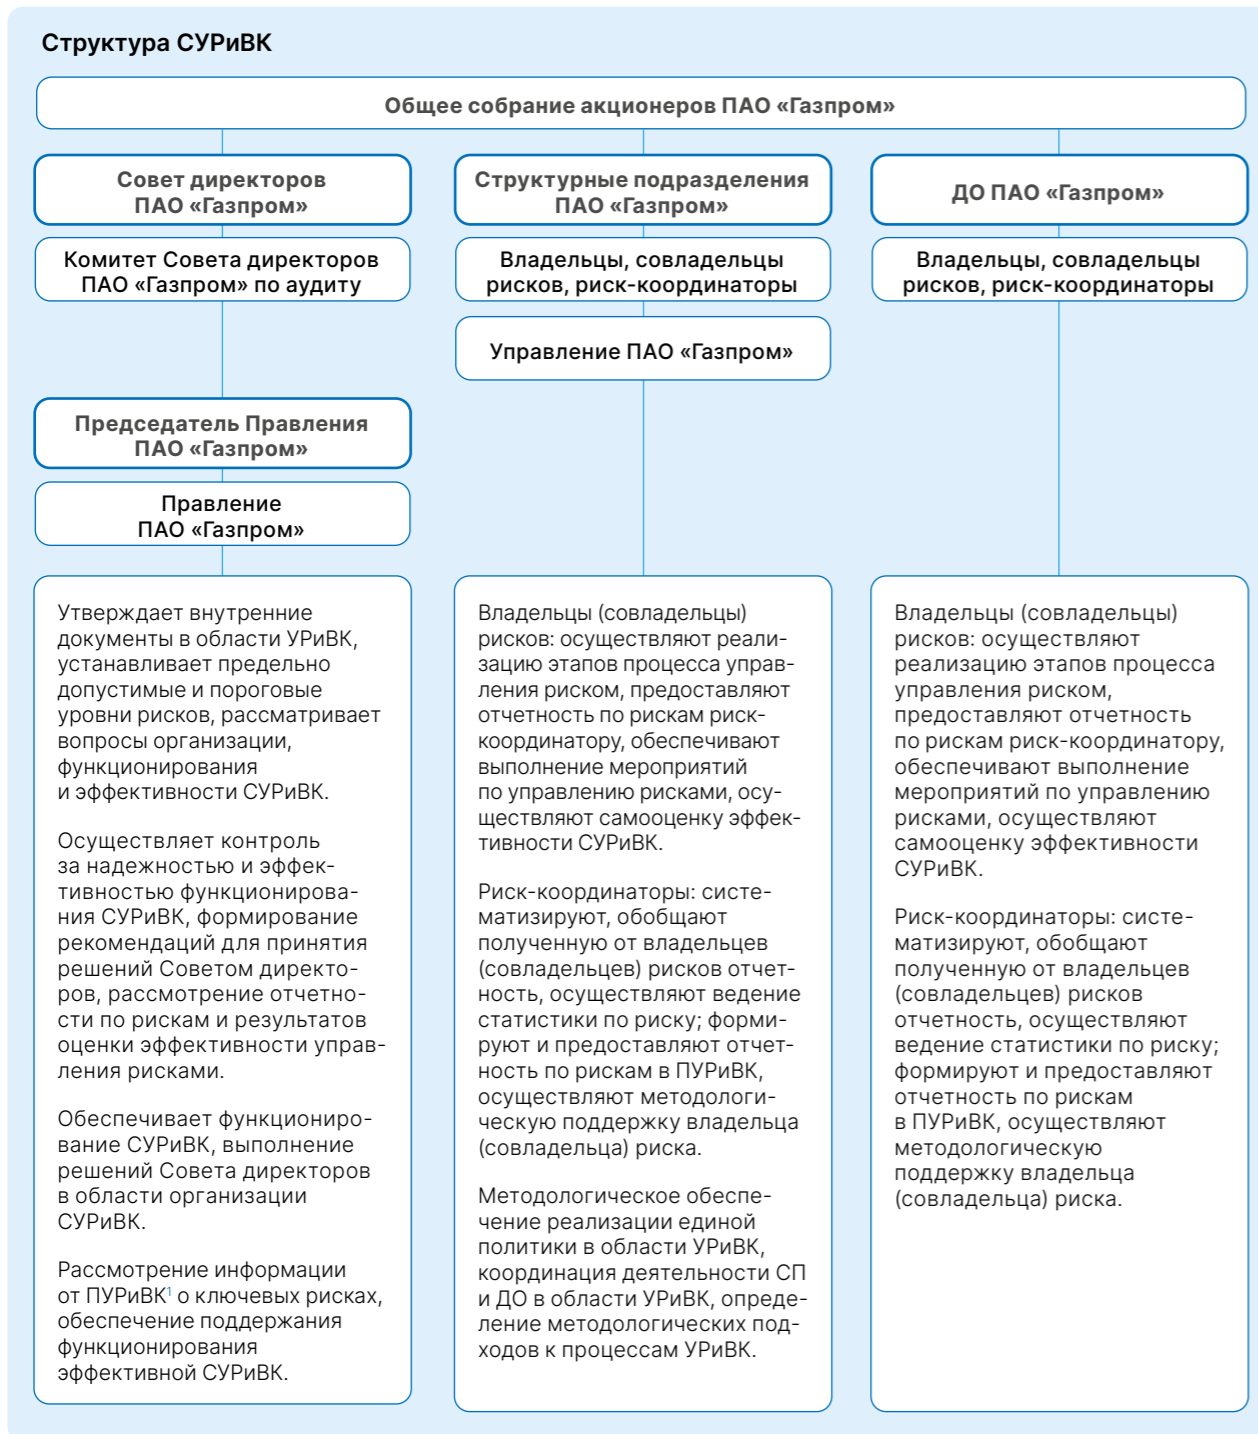 Структура СУРиВК
Общее собрание акционеров ПАО «Газпром»
Совет директоров
ПАО «Газпром»
Комитет Совета директоров
ПАО «Газпром» по аудиту
Председатель Правления
ПАО «Газпром»
Правление
ПАО «Газпром»
Утверждает внутренние
документы в области УРиВК,
устанавливает предельно
допустимые и пороговые
уровни рисков, рассматривает
вопросы организации,
функционирования
и эффективности СУРиВК.
Осуществляет контроль
за надежностью и эффек-
тивностью функционирова-
ния СУРиВК, формирование
рекомендаций для принятия
решений Советом директо-
ров, рассмотрение отчетно-
сти по рискам и результатов
оценки эффективности управ-
ления рисками.
Обеспечивает функциониро-
вание СУРиВК, выполнение
решений Совета директоров
в области организации
СУРиВК.
Рассмотрение информации
от ПУРиВК¹ о ключевых рисках,
обеспечение поддержания
функционирования
эффективной СУРиВК.
Структурные подразделения
ПАО «Газпром»
Владельцы, совладельцы
рисков, риск-координаторы
Управление ПАО «Газпром»
Владельцы (совладельцы)
рисков: осуществляют реали-
зацию этапов процесса управ-
ления риском, предоставляют
отчетность по рискам риск-
координатору, обеспечивают
выполнение мероприятий
по управлению рисками, осу-
ществляют самооценку эффек-
тивности СУРиВК.
Риск-координаторы: систе-
матизируют, обобщают
полученную от владельцев
(совладельцев) рисков отчет-
ность, осуществляют ведение
статистики по риску; форми-
руют и предоставляют отчет-
ность по рискам в ПУРиВК,
осуществляют методологи-
ческую поддержку владельца
(совладельца) риска.
Методологическое обеспе-
чение реализации единой
политики в области УРиВК,
координация деятельности СП
и ДО в области УРиВК, опреде-
ление методологических под-
ходов к процессам УРиВК.
ДО ПАО «Газпром»
Владельцы, совладельцы
рисков, риск-координаторы
Владельцы (совладельцы)
рисков: осуществляют
реализацию этапов процесса
управления риском,
предоставляют отчетность
по рискам риск-координатору,
обеспечивают выполнение
мероприятий по управлению
рисками, осуществляют
самооценку эффективности
СУРиВК.
Риск-координаторы: систе-
матизируют, обобщают
полученную от владельцев
(совладельцев) рисков
отчетность, осуществляют
ведение статистики по риску;
формируют и предоставляют
отчетность по рискам
в ПУРиВК, осуществляют
методологическую
поддержку владельца
(совладельца) риска.